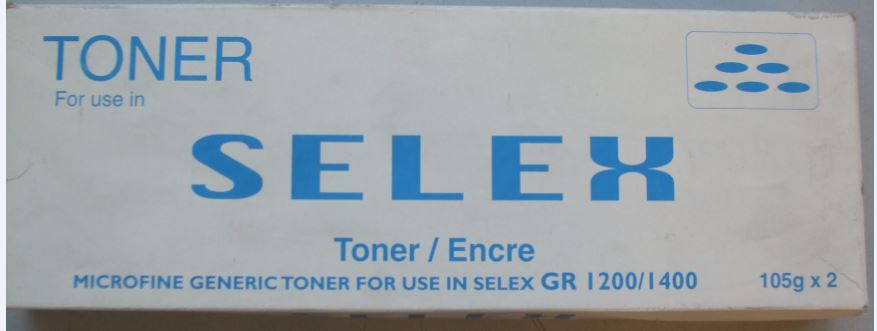 TONER
For use in
SELEX
Toner / Encre
MICROFINE GENERIC TONER FOR USE IN SELEX GR 1200/1400 105g x 2